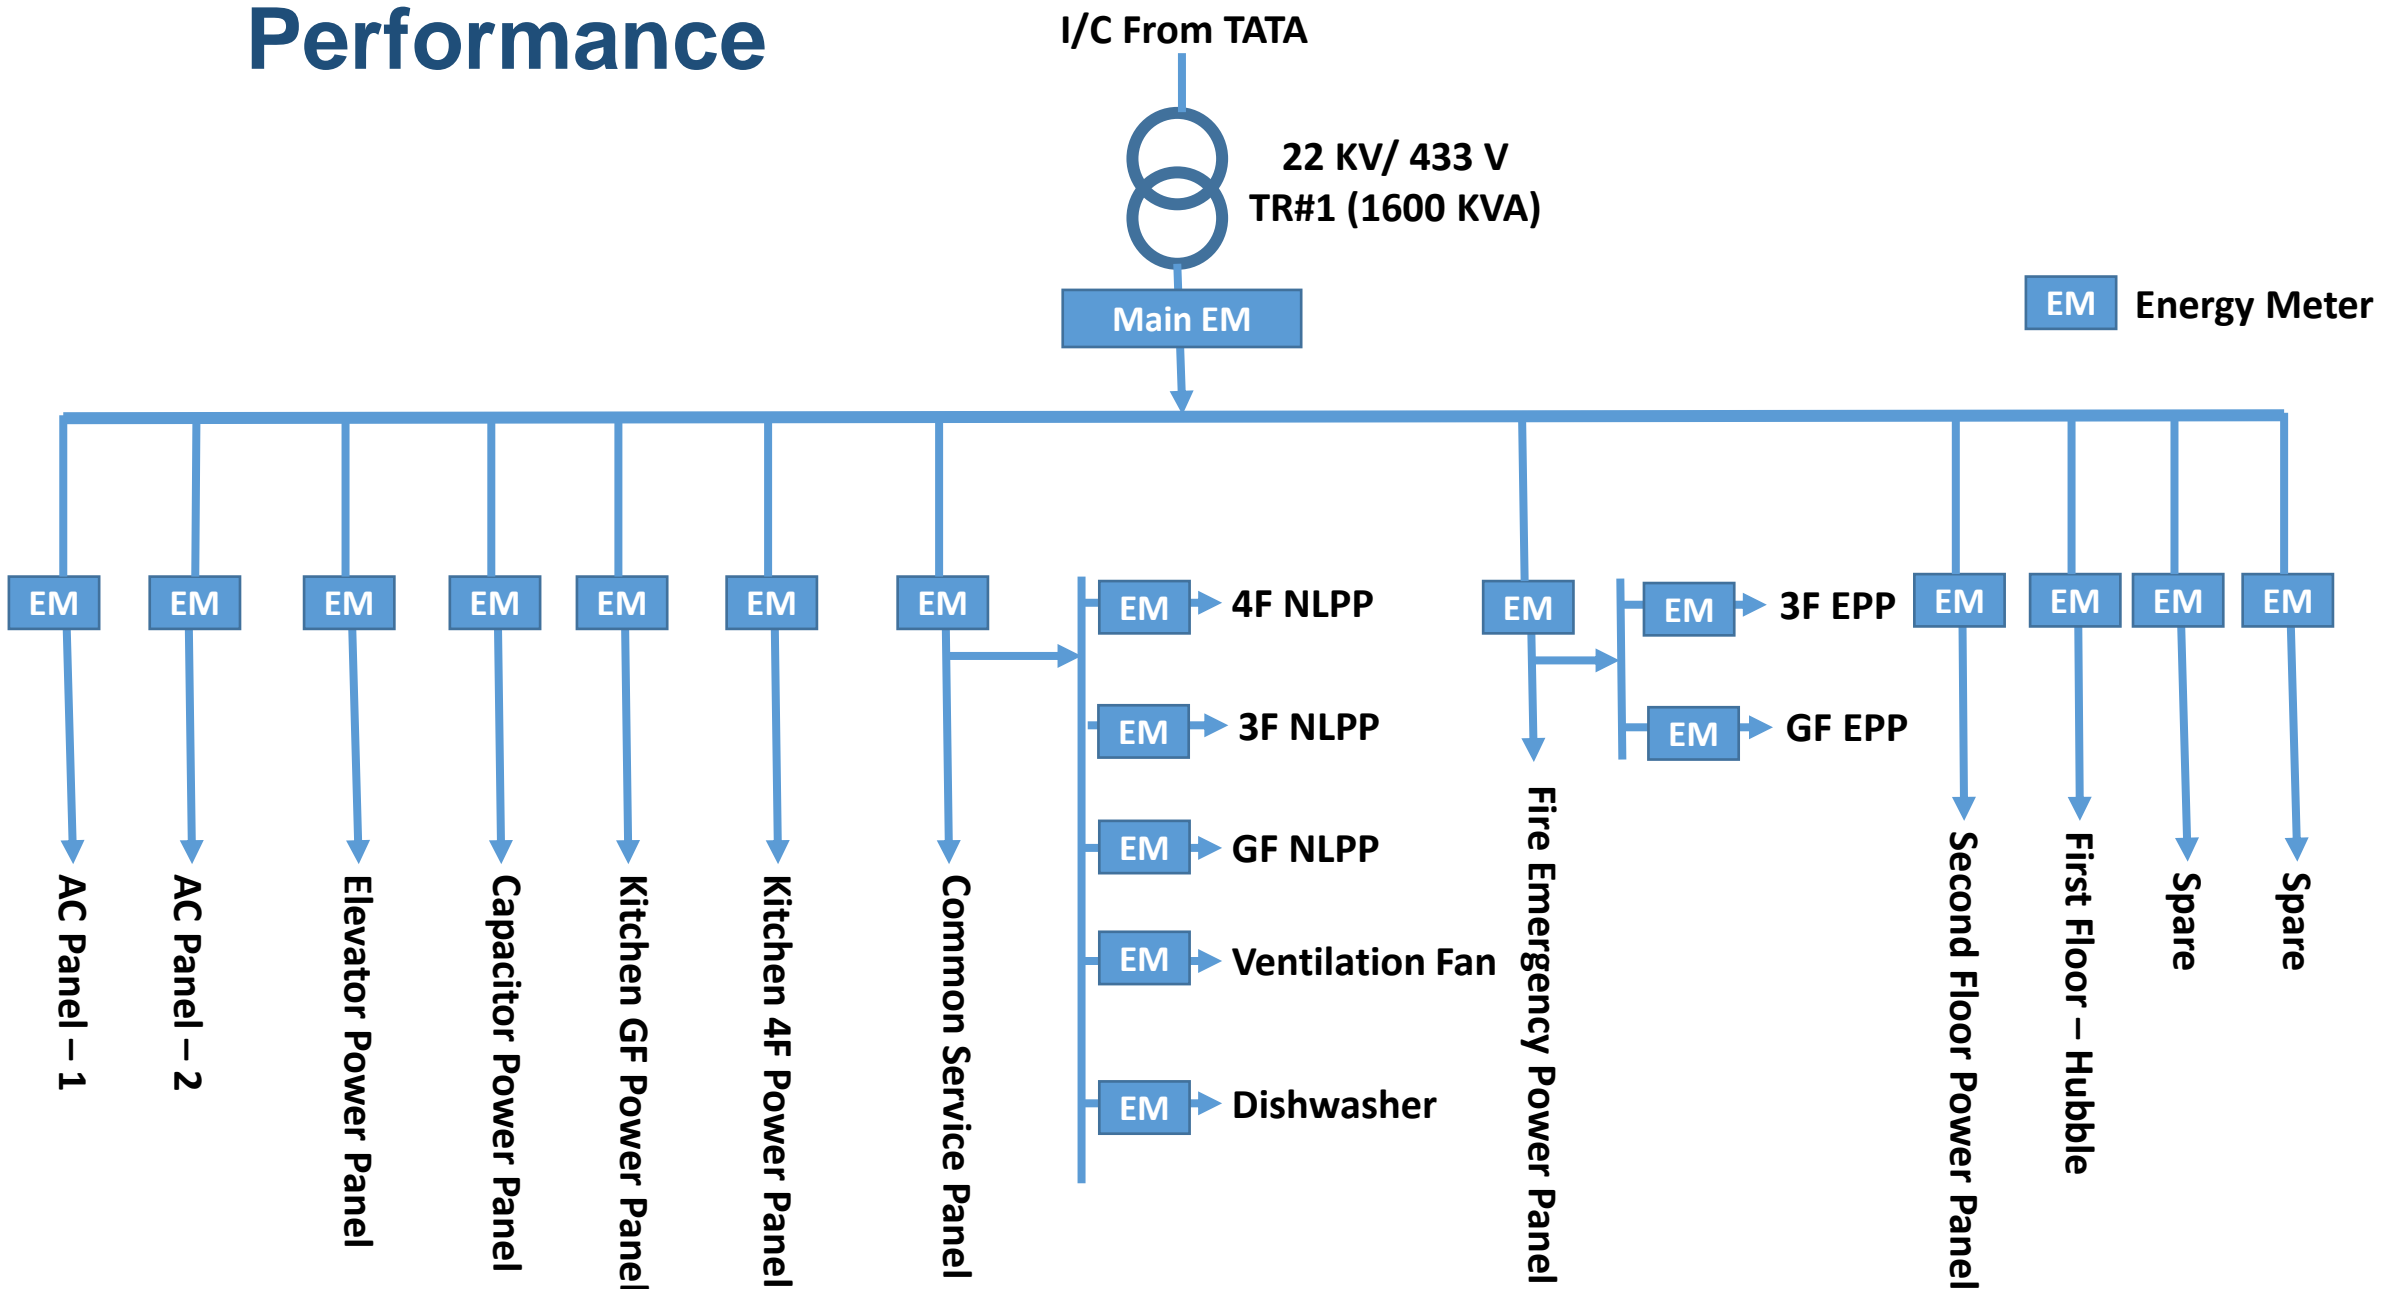 Performance
I/C From TATA
22 KV/ 433 V
TR#1 (1600 KVA)
Main EM
EM Energy Meter
EM
EM
EM
EM
EM
EM
EM
EM 4F NLPP
EM 3F NLPP
EM GF NLPP
EM Ventilation Fan
EM Dishwasher
EM
EM 3F EPP
EM GF EPP
EM
EM
EM
EM
AC Panel – 1
AC Panel – 2
Elevator Power Panel
Capacitor Power Panel
Kitchen GF Power Panel
Kitchen 4F Power Panel
Common Service Panel
Fire Emergency Power Panel
Second Floor Power Panel
First Floor – Hubble
Spare
Spare